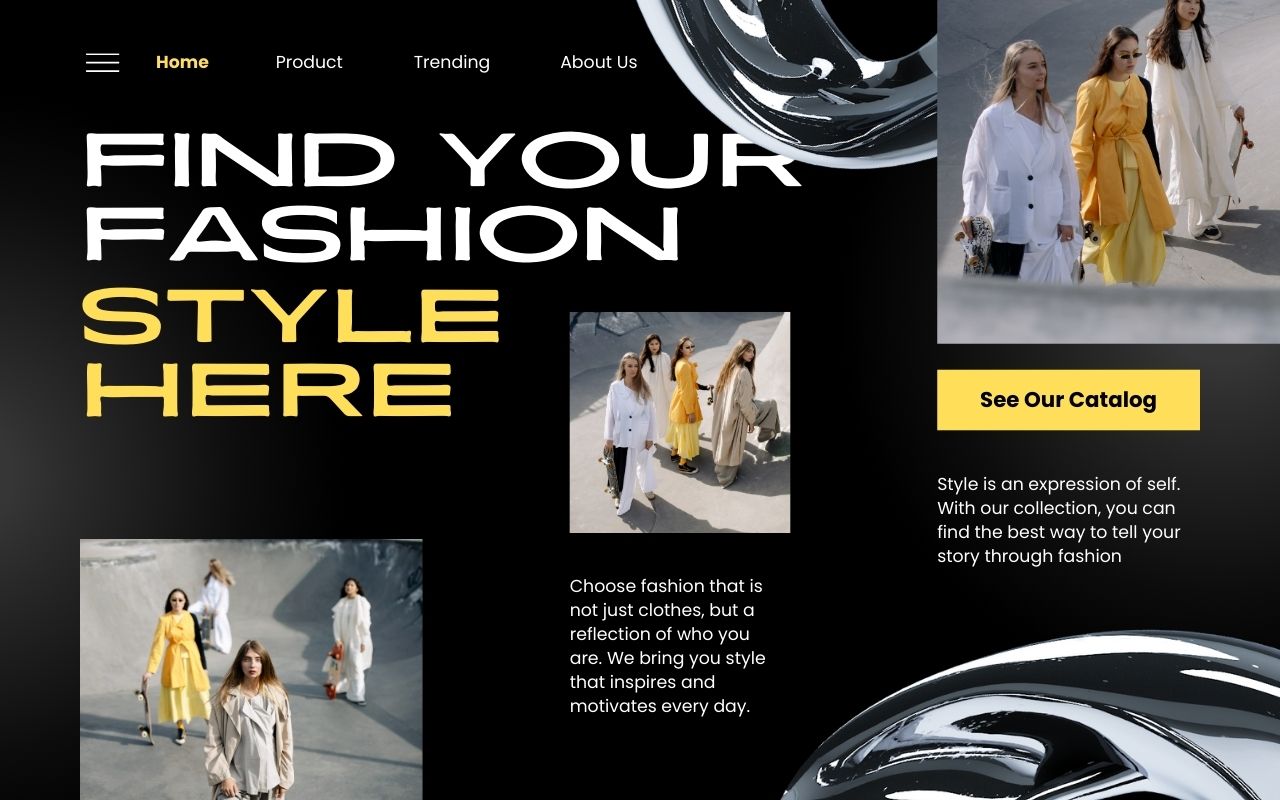 Home Product Trending About Us
FIND YOUR
FASHION
STYLE
HERE
See Our Catalog
Style is an expression of self.
With our collection, you can
find the best way to tell your
story through fashion
Choose fashion that is
not just clothes, but a
reflection of who you
are. We bring you style
that inspires and
motivates every day.